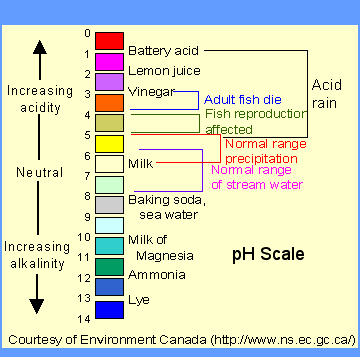 0
Battery acid
1
Lemon juice
2
Vinegar
3
Adult fish die
4
Fish reproduction
affected
5
Normal range
precipitation
6
Milk
7
Normal range
of stream water
8
Baking soda,
sea water
9
10
Milk of
Magnesia
11
Ammonia
12
13
Lye
14
Acid
rain
Increasing
acidity
Neutral
Increasing
alkalinity
pH Scale
Courtesy of Environment Canada (http://www.ns.ec.gc.ca/)